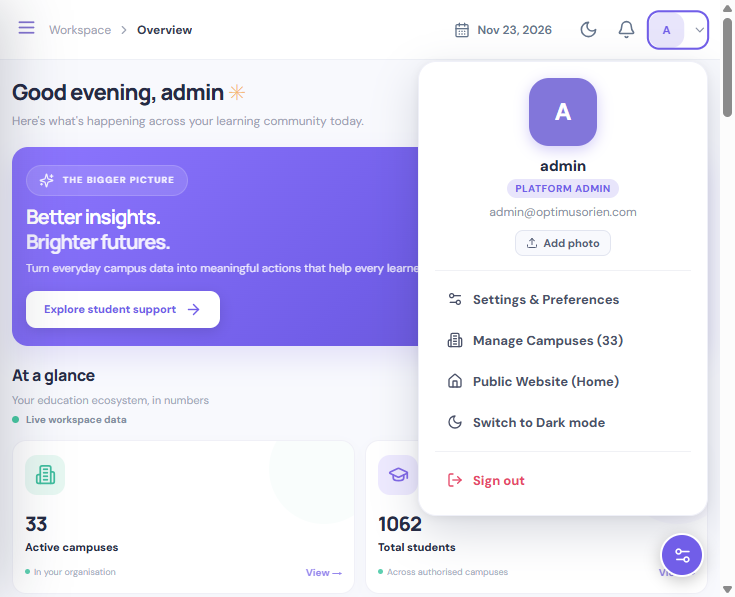 Workspace > Overview
Nov 23, 2026
A
Good evening, admin
Here's what's happening across your learning community today.
THE BIGGER PICTURE
Better insights.
Brighter futures.
Turn everyday campus data into meaningful actions that help every learne
Explore student support →
A
admin
PLATFORM ADMIN
admin@optimusorien.com
Add photo
Settings & Preferences
Manage Campuses (33)
Public Website (Home)
Switch to Dark mode
Sign out
At a glance
Your education ecosystem, in numbers
Live workspace data
33
Active campuses
In your organisation
View →
1062
Total students
Across authorised campuses